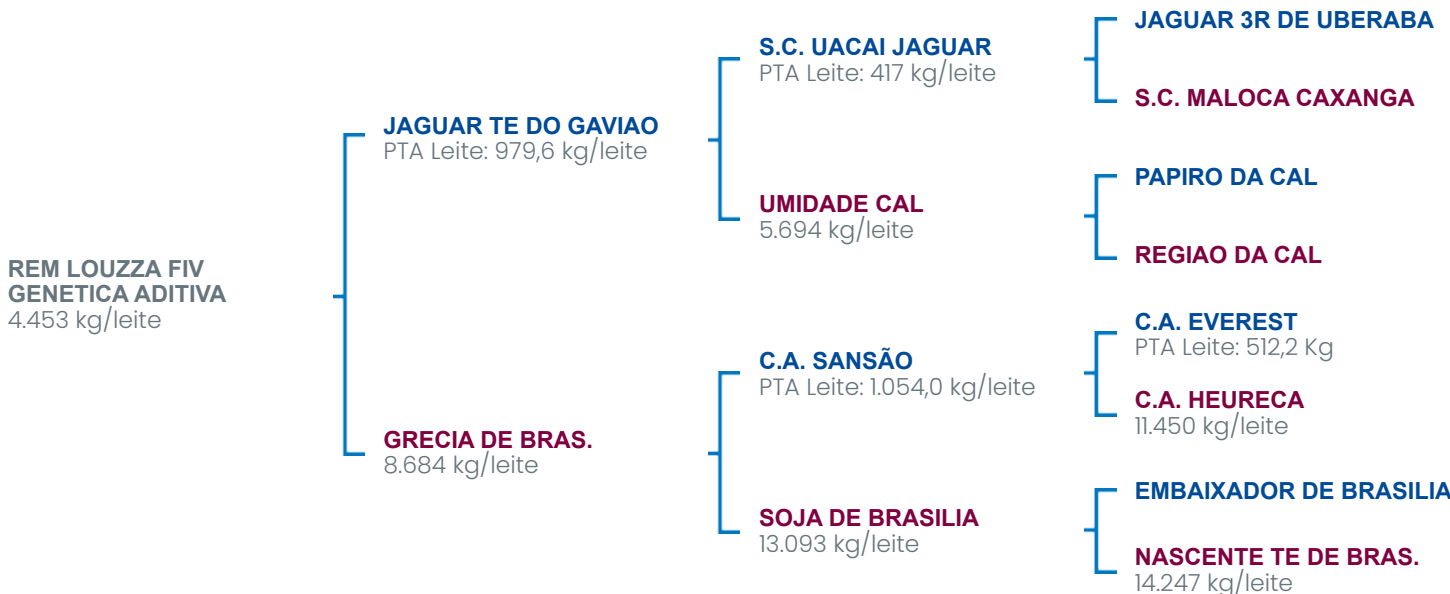 REM LOUZZA FIV
GENETICA ADITIVA
4.453 kg/leite
JAGUAR TE DO GAVIAO
PTA Leite: 979,6 kg/leite
GRECIA DE BRAS.
8.684 kg/leite
S.C. UACAI JAGUAR
PTA Leite: 417 kg/leite
UMIDADE CAL
5.694 kg/leite
C.A. SANSÃO
PTA Leite: 1.054,0 kg/leite
SOJA DE BRASILIA
13.093 kg/leite
JAGUAR 3R DE UBERABA
S.C. MALOCA CAXANGA
PAPIRO DA CAL
REGIAO DA CAL
C.A. EVEREST
PTA Leite: 512,2 Kg
C.A. HEURECA
11.450 kg/leite
EMBAIXADOR DE BRASILIA
NASCENTE TE DE BRAS.
14.247 kg/leite